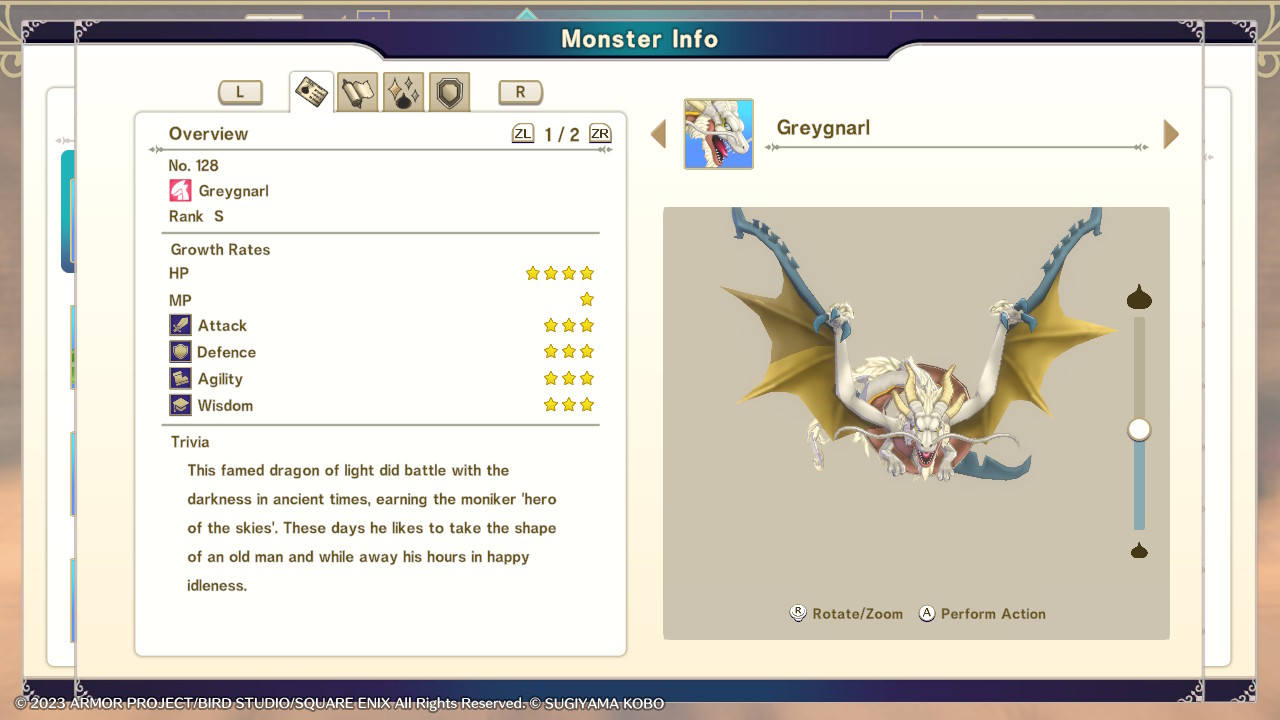 Monster Info
L
R
Overview
ZL 1 / 2 ZR
No. 128
Greygnarl
Rank S
Growth Rates
HP
MP
Attack
Defence
Agility
Wisdom
Trivia
This famed dragon of light did battle with the
darkness in ancient times, earning the moniker 'hero
of the skies'. These days he likes to take the shape
of an old man and while away his hours in happy
idleness.
Greygnarl
R Rotate/Zoom A Perform Action
© 2023 ARMOR PROJECT/BIRD STUDIO/SQUARE ENIX All Rights Reserved. © SUGIYAMA KOBO